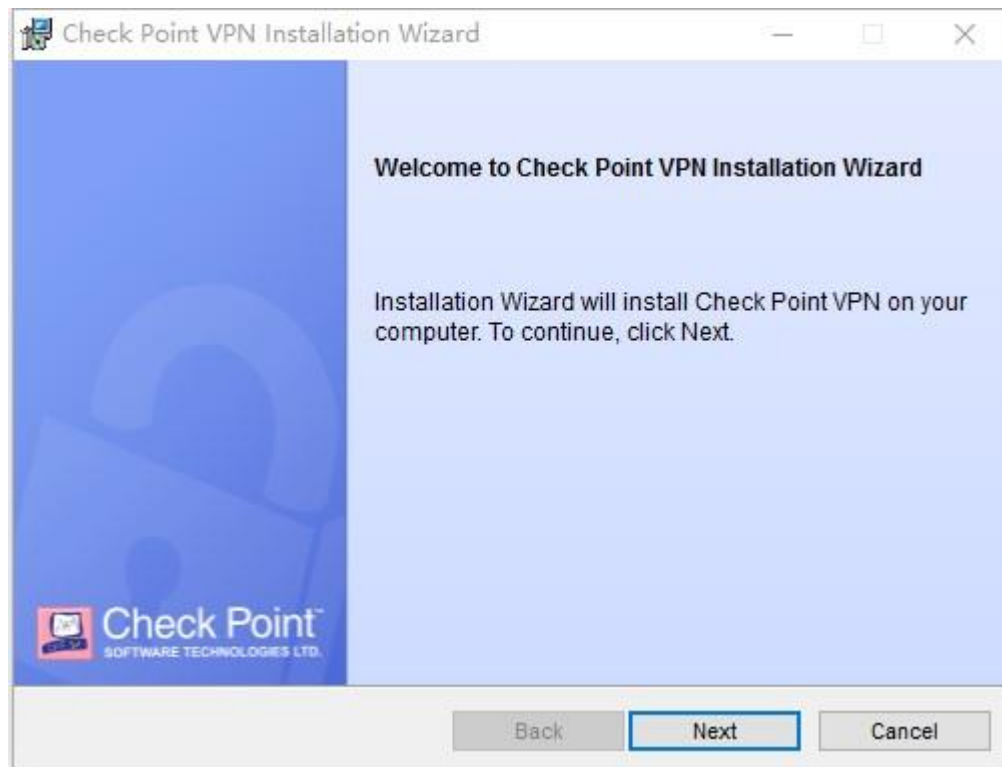 Check Point VPN Installation Wizard
Welcome to Check Point VPN Installation Wizard
Installation Wizard will install Check Point VPN on your
computer. To continue, click Next.
Check Point™
SOFTWARE TECHNOLOGIES LTD.
Back
Next
Cancel